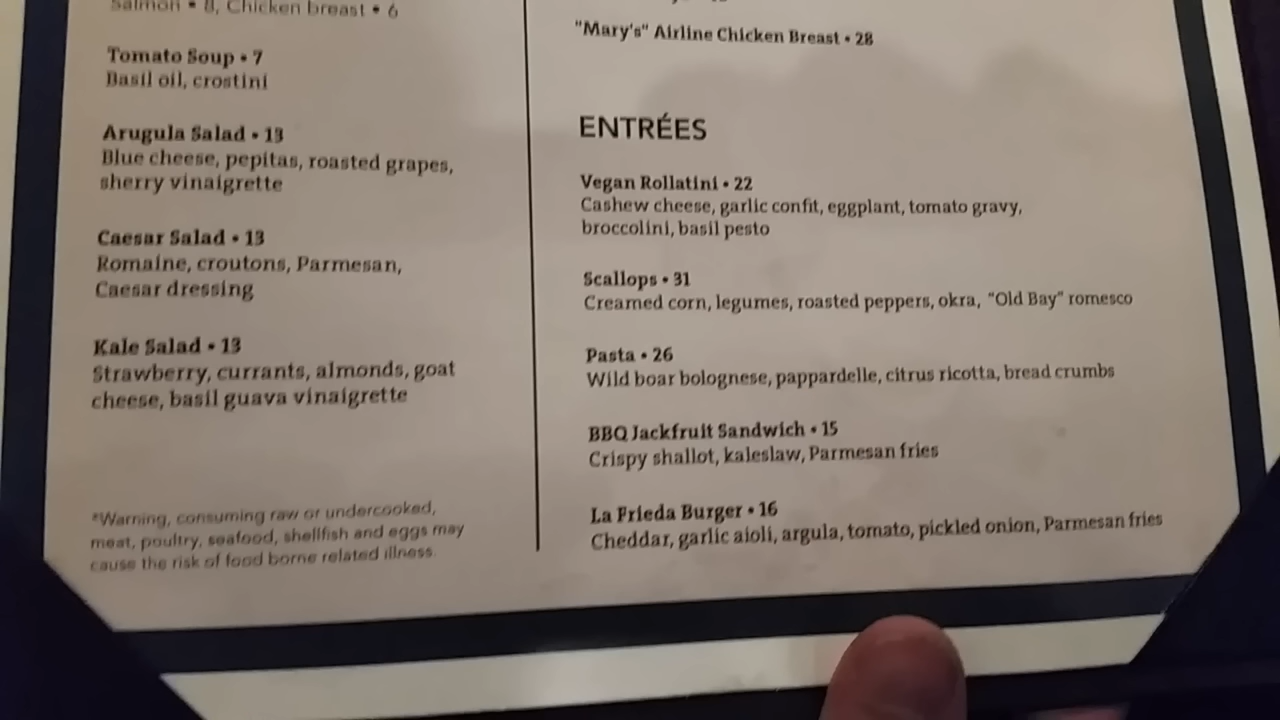 Salmon • 8, Chicken breast • 6
Tomato Soup • 7
Basil oil, crostini
Arugula Salad • 13
Blue cheese, pepitas, roasted grapes,
sherry vinaigrette
Caesar Salad • 13
Romaine, croutons, Parmesan,
Caesar dressing
Kale Salad • 13
Strawberry, currants, almonds, goat
cheese, basil guava vinaigrette
*Warning, consuming raw or undercooked,
meat, poultry, seafood, shellfish and eggs may
cause the risk of food borne related illness.
"Mary's" Airline Chicken Breast • 28
ENTRÉES
Vegan Rollatini • 22
Cashew cheese, garlic confit, eggplant, tomato gravy,
broccolini, basil pesto
Scallops • 31
Creamed corn, legumes, roasted peppers, okra, "Old Bay" romesco
Pasta • 26
Wild boar bolognese, pappardelle, citrus ricotta, bread crumbs
BBQ Jackfruit Sandwich • 15
Crispy shallot, kaleslaw, Parmesan fries
La Frieda Burger • 16
Cheddar, garlic aioli, argula, tomato, pickled onion, Parmesan fries